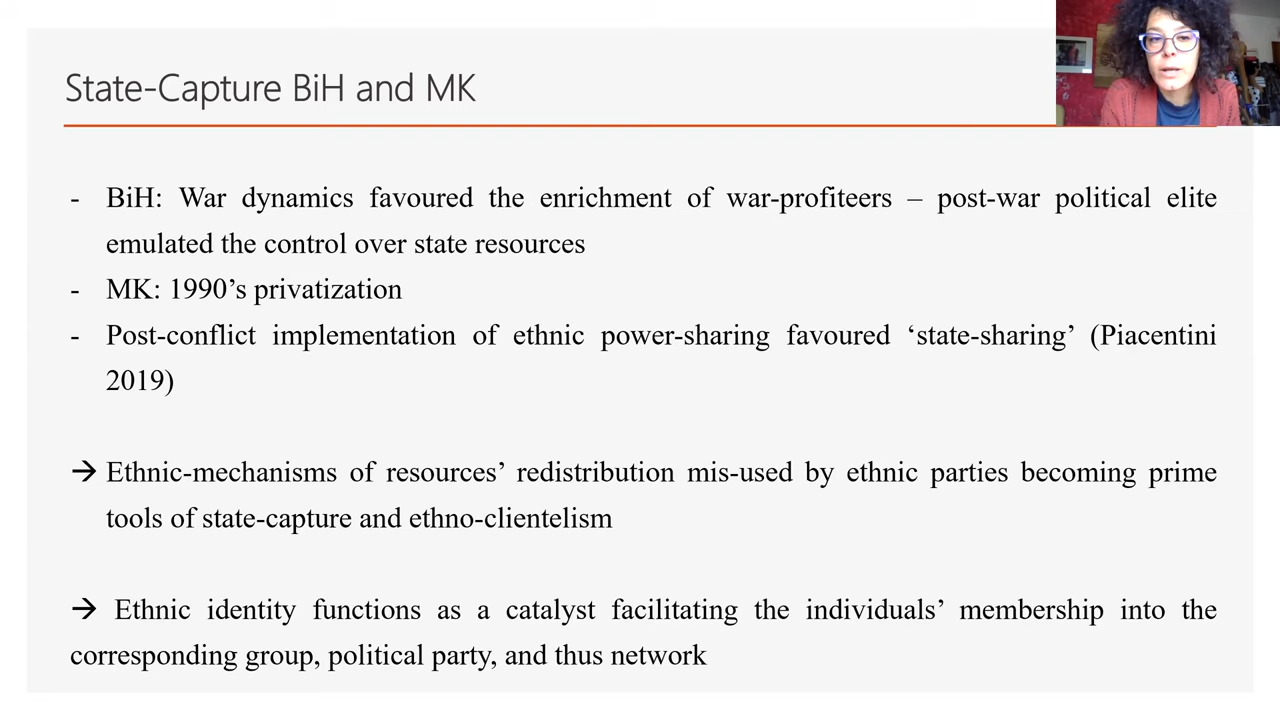 State-Capture BiH and MK
- BiH: War dynamics favoured the enrichment of war-profiteers – post-war political elite
emulated the control over state resources
- MK: 1990’s privatization
- Post-conflict implementation of ethnic power-sharing favoured ‘state-sharing’ (Piacentini
2019)
→ Ethnic-mechanisms of resources’ redistribution mis-used by ethnic parties becoming prime
tools of state-capture and ethno-clientelism
→ Ethnic identity functions as a catalyst facilitating the individuals’ membership into the
corresponding group, political party, and thus network